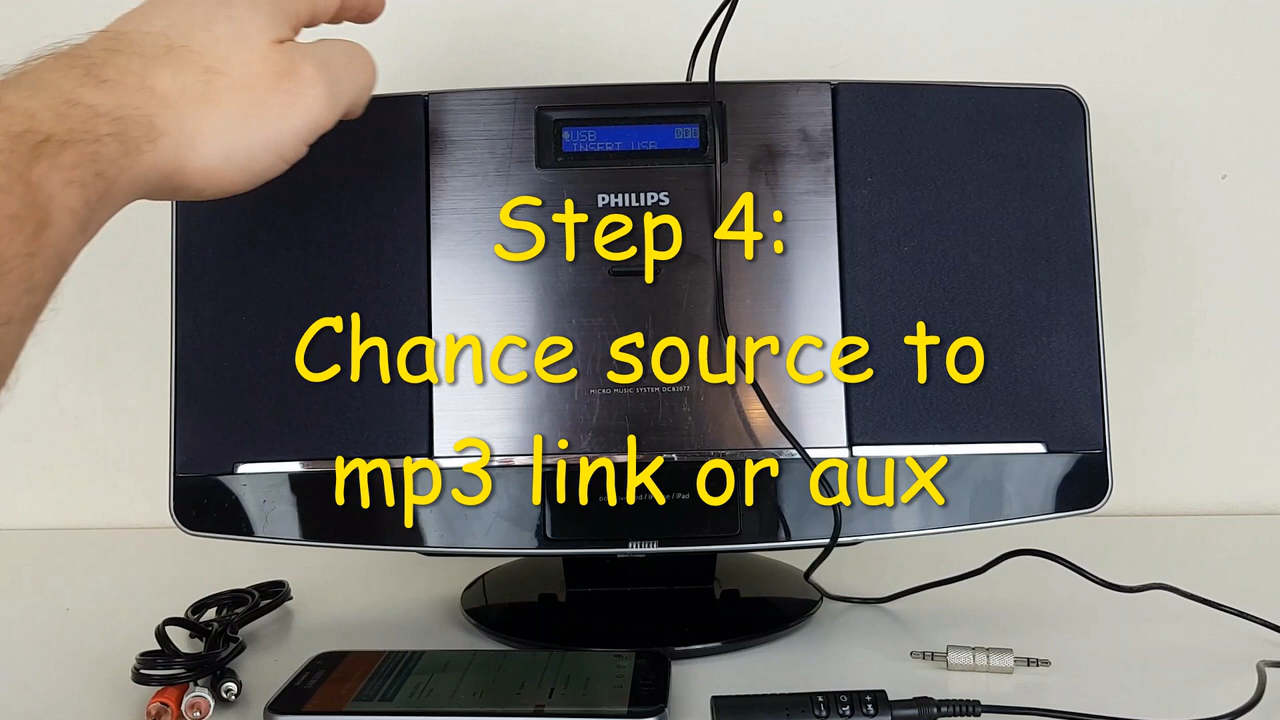 USB
INSERT USB
PHILIPS
Step 4:
Chance source to
MICRO MUSIC SYSTEM DCB2077
mp3 link or aux